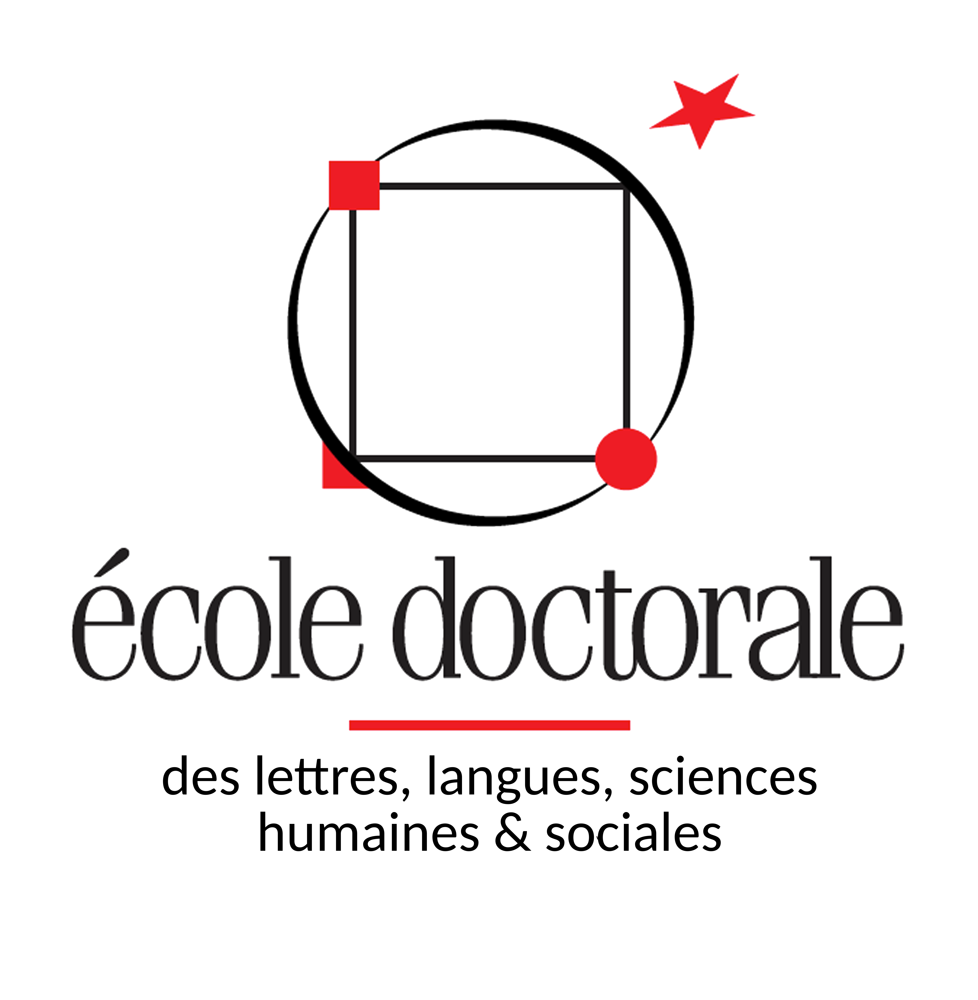 école doctorale
des lettres, langues, sciences
humaines & sociales